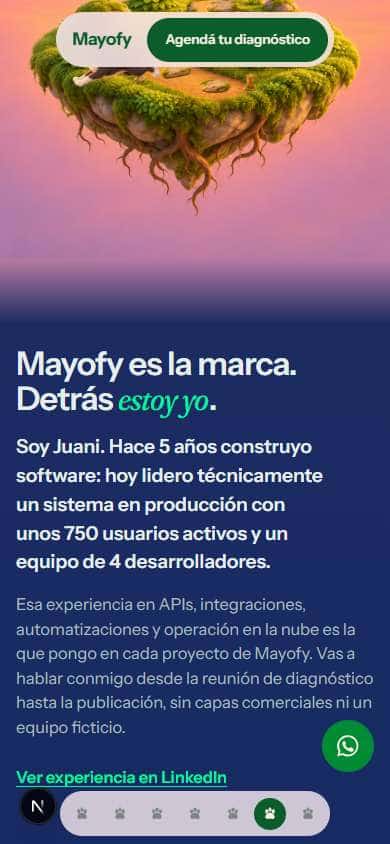 Mayofy
Agendá tu diagnóstico
Mayofy es la marca.
Detrás estoy yo.
Soy Juani. Hace 5 años construyo
software: hoy lidero técnicamente
un sistema en producción con
unos 750 usuarios activos y un
equipo de 4 desarrolladores.
Esa experiencia en APIs, integraciones,
automatizaciones y operación en la nube es la
que pongo en cada proyecto de Mayofy. Vas a
hablar conmigo desde la reunión de diagnóstico
hasta la publicación, sin capas comerciales ni un
equipo ficticio.
Ver experiencia en LinkedIn
N